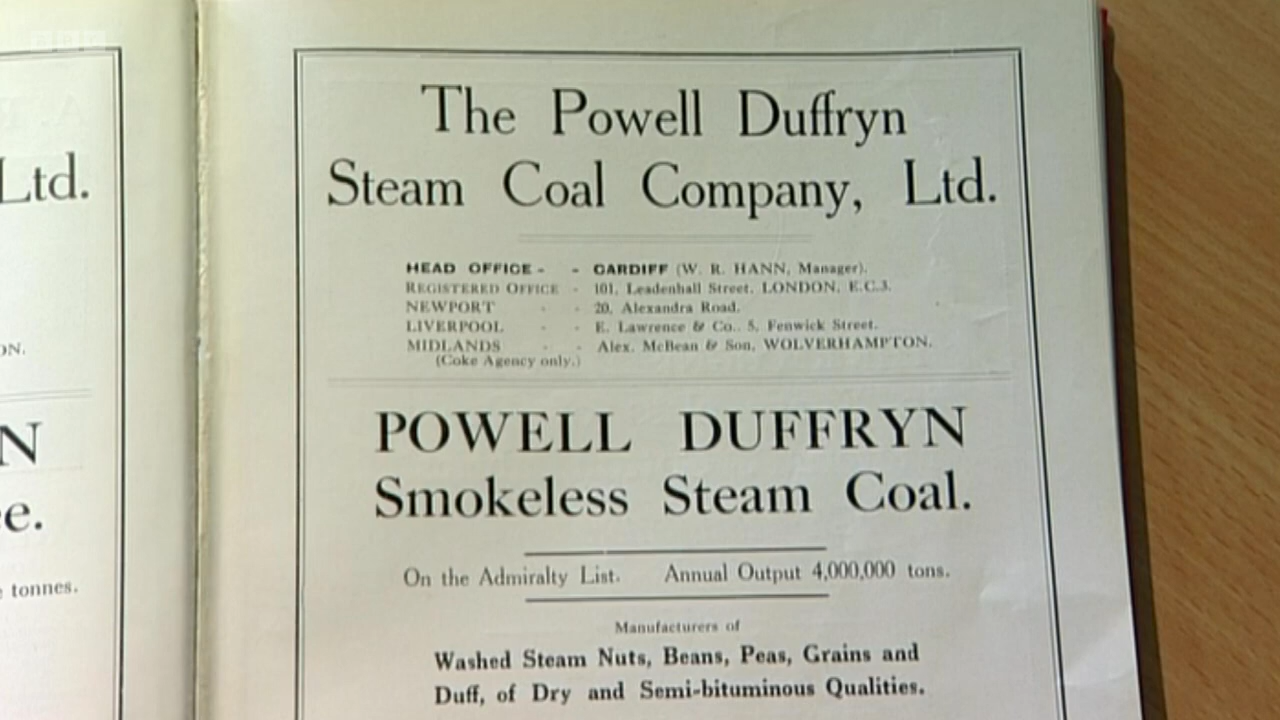 BBC
Ltd.
ON.
N
e.
tonnes.
The Powell Duffryn
Steam Coal Company, Ltd.
HEAD OFFICE - - CARDIFF (W. R. HANN, Manager).
REGISTERED OFFICE - 101, Leadenhall Street, LONDON, E.C.3.
NEWPORT - - 20, Alexandra Road.
LIVERPOOL - - E. Lawrence & Co., 5, Fenwick Street.
MIDLANDS - - Alex. McBean & Son, WOLVERHAMPTON.
(Coke Agency only.)
POWELL DUFFRYN
Smokeless Steam Coal.
On the Admiralty List. Annual Output 4,000,000 tons.
Manufacturers of
Washed Steam Nuts, Beans, Peas, Grains and
Duff, of Dry and Semi-bituminous Qualities.